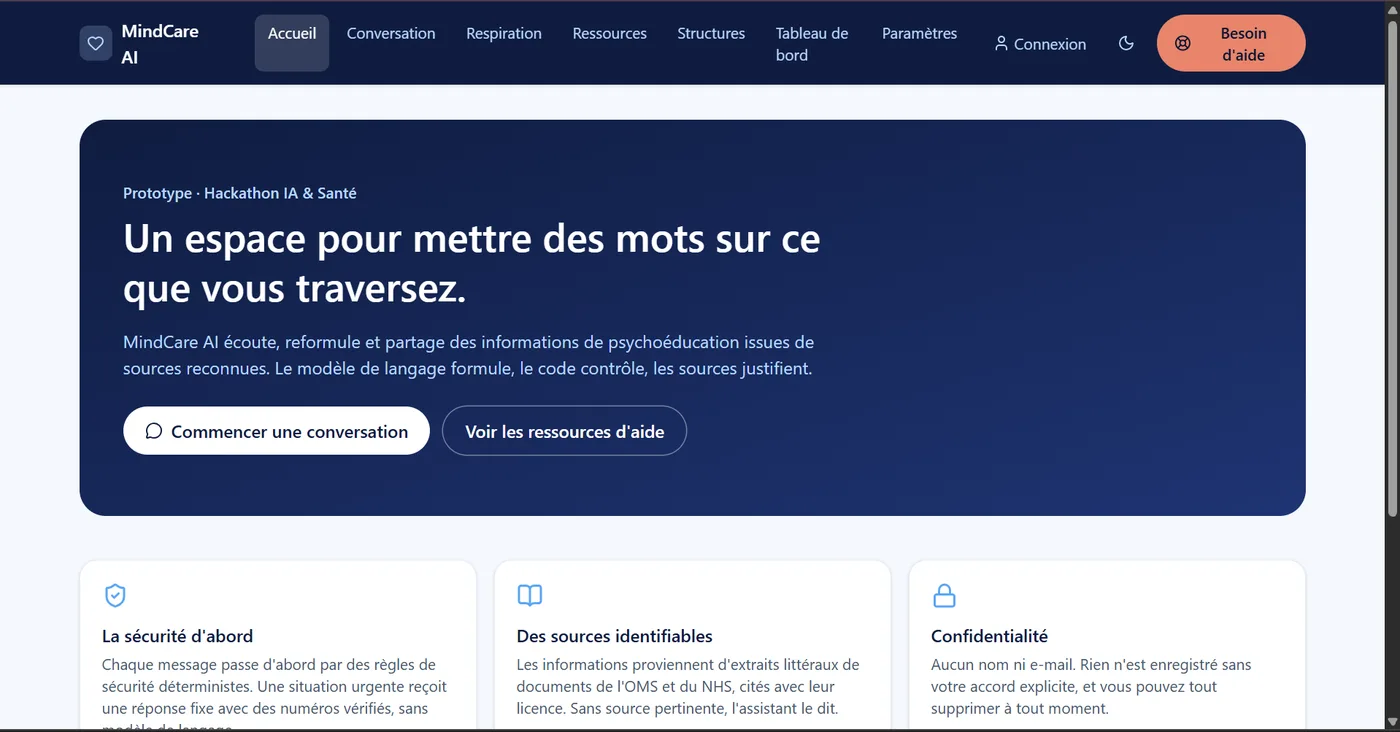 MindCare
AI
Accueil
Conversation
Respiration
Ressources
Structures
Tableau de
bord
Paramètres
Connexion
Besoin
d'aide
Prototype · Hackathon IA & Santé
Un espace pour mettre des mots sur ce
que vous traversez.
MindCare AI écoute, reformule et partage des informations de psychoéducation issues de
sources reconnues. Le modèle de langage formule, le code contrôle, les sources justifient.
Commencer une conversation
Voir les ressources d'aide
La sécurité d'abord
Chaque message passe d'abord par des règles de
sécurité déterministes. Une situation urgente reçoit
une réponse fixe avec des numéros vérifiés, sans
modèle de langage.
Des sources identifiables
Les informations proviennent d'extraits littéraux de
documents de l'OMS et du NHS, cités avec leur
licence. Sans source pertinente, l'assistant le dit.
Confidentialité
Aucun nom ni e-mail. Rien n'est enregistré sans
votre accord explicite, et vous pouvez tout
supprimer à tout moment.